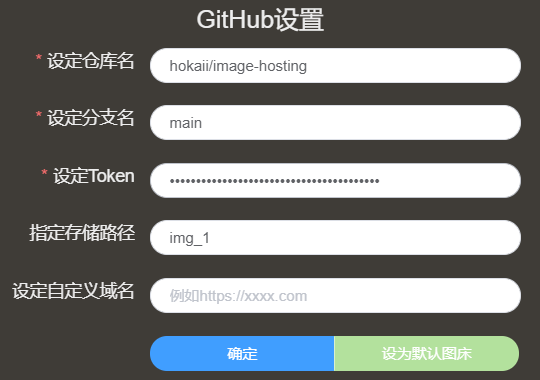 GitHub设置
* 设定仓库名 hokaii/image-hosting
* 设定分支名 main
* 设定Token ••••••••••••••••••••••••••••••••••••••••
指定存储路径 img_1
设定自定义域名 例如https://xxxx.com
确定 设为默认图床